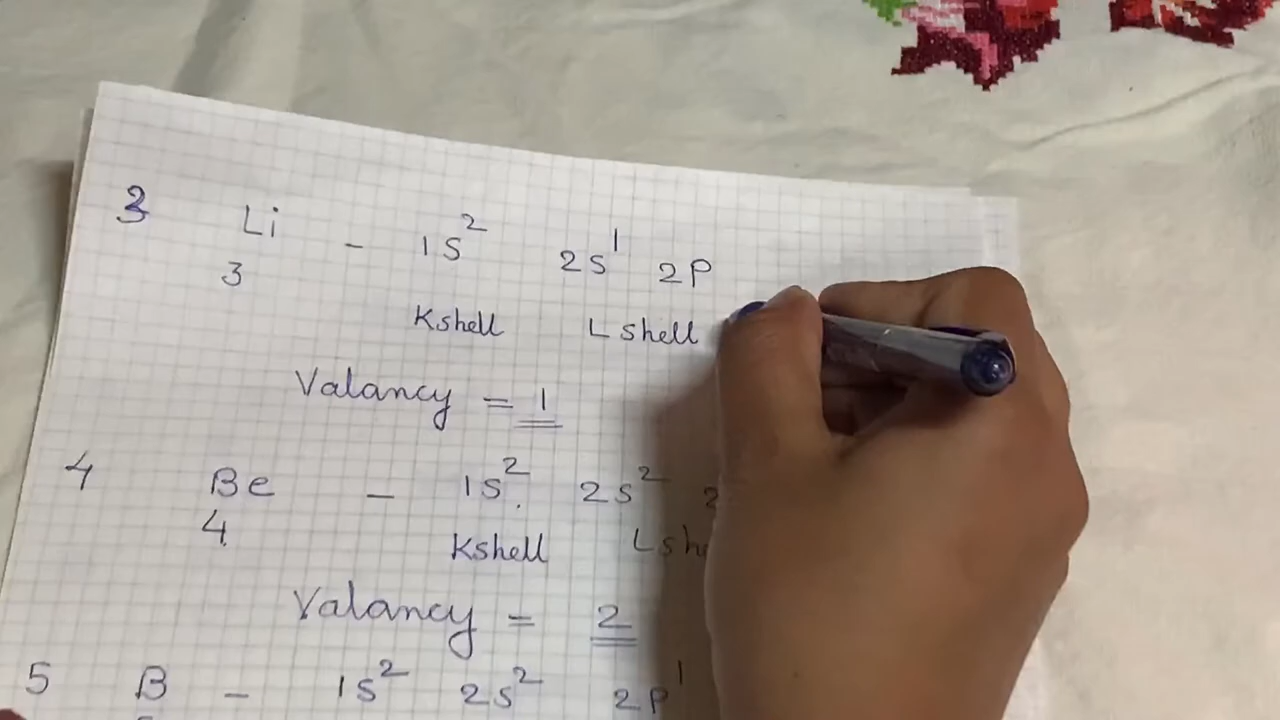 3 Li - 1s² 2s¹ 2p
3
Kshell L shell
Valancy = 1
4 Be - 1s² 2s² 2
4
Kshell
Valancy = 2
5 B - 1s² 2s² 2p¹